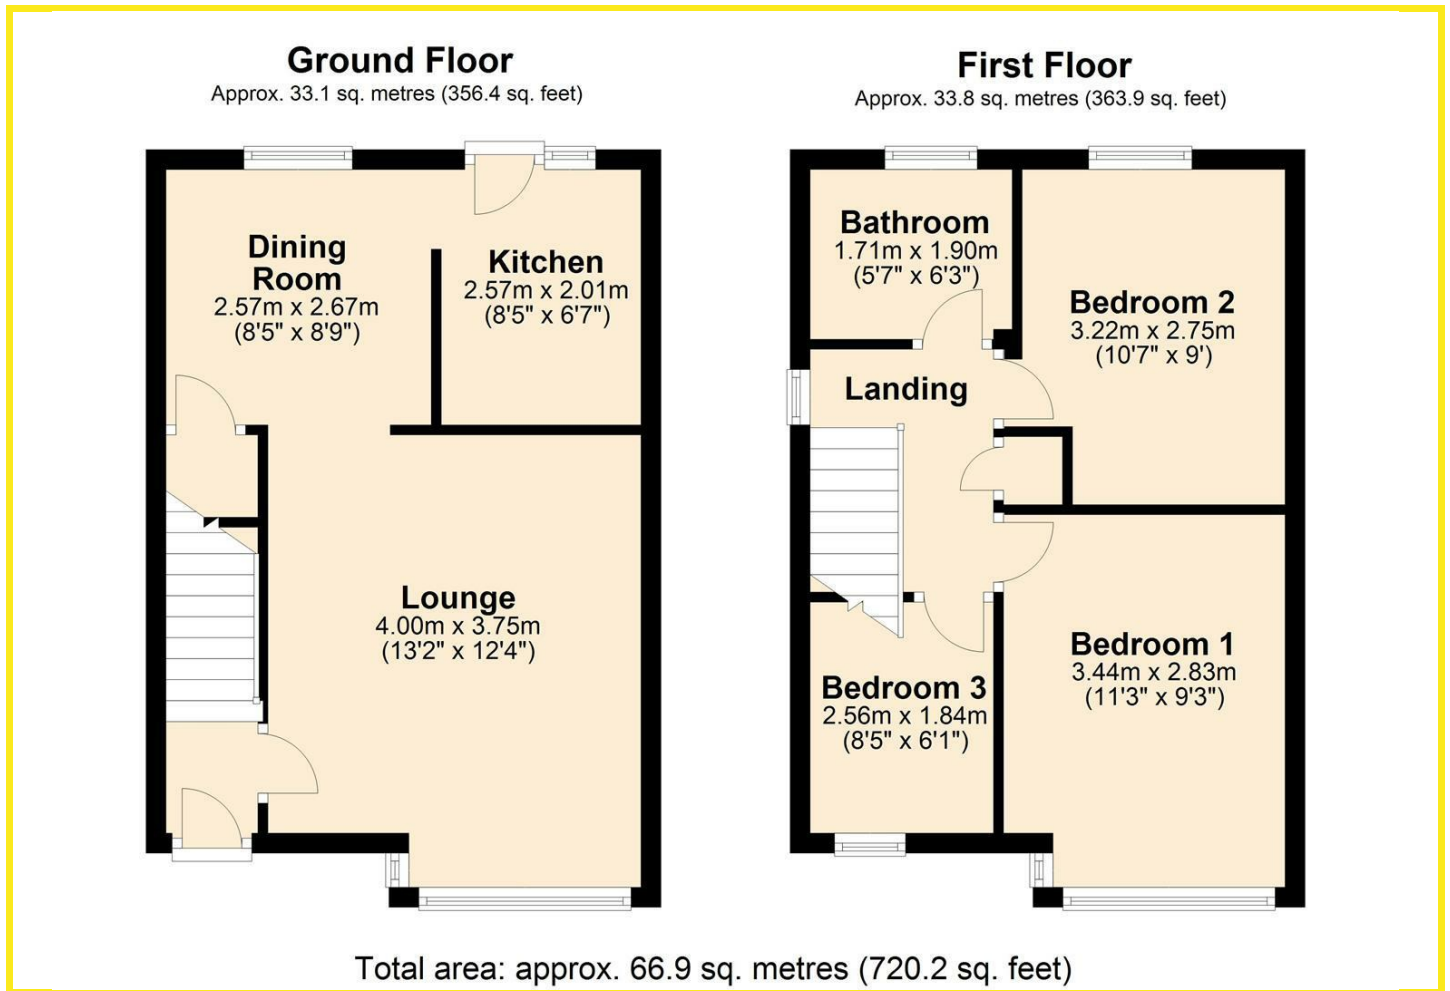 Ground Floor
Approx. 33.1 sq. metres (356.4 sq. feet)
Dining
Room
2.57m x 2.67m
(8'5" x 8'9")
Kitchen
2.57m x 2.01m
(8'5" x 6'7")
Lounge
4.00m x 3.75m
(13'2" x 12'4")
First Floor
Approx. 33.8 sq. metres (363.9 sq. feet)
Bathroom
1.71m x 1.90m
(5'7" x 6'3")
Bedroom 2
3.22m x 2.75m
(10'7" x 9')
Landing
Bedroom 1
3.44m x 2.83m
(11'3" x 9'3")
Bedroom 3
2.56m x 1.84m
(8'5" x 6'1")
Total area: approx. 66.9 sq. metres (720.2 sq. feet)